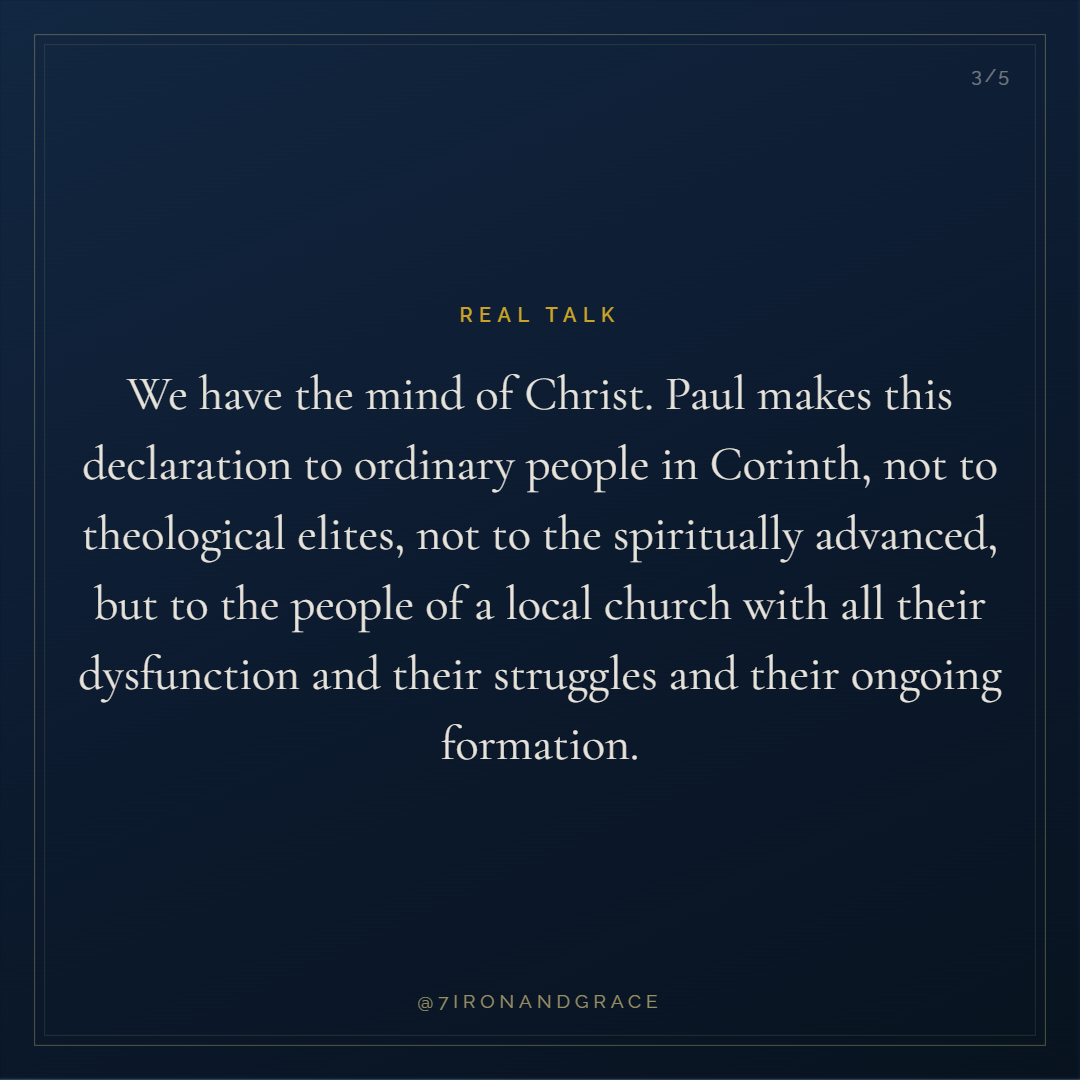 3/5
REAL TALK
We have the mind of Christ. Paul makes this
declaration to ordinary people in Corinth, not to
theological elites, not to the spiritually advanced,
but to the people of a local church with all their
dysfunction and their struggles and their ongoing
formation.
@7IRONANDGRACE